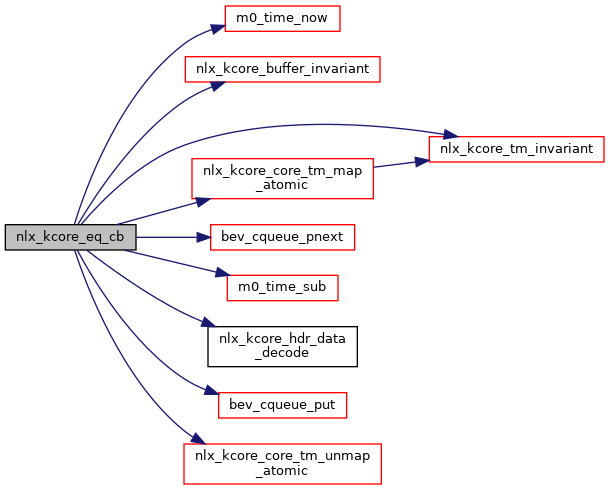 m0_time_now
nlx_kcore_buffer_invariant
nlx_kcore_tm_invariant
nlx_kcore_core_tm_map
_atomic
nlx_kcore_eq_cb
bev_cqueue_pnext
m0_time_sub
nlx_kcore_hdr_data
_decode
bev_cqueue_put
nlx_kcore_core_tm_unmap
_atomic